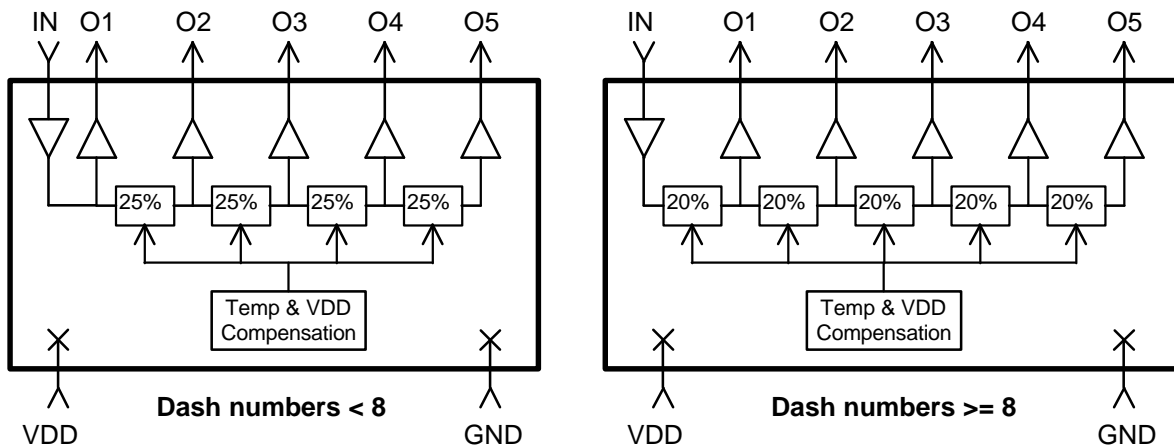 IN O1 O2 O3 O4 O5
25% 25% 25% 25%
Temp & VDD
Compensation
Dash numbers < 8
VDD GND
IN O1 O2 O3 O4 O5
20% 20% 20% 20% 20%
Temp & VDD
Compensation
Dash numbers >= 8
VDD GND